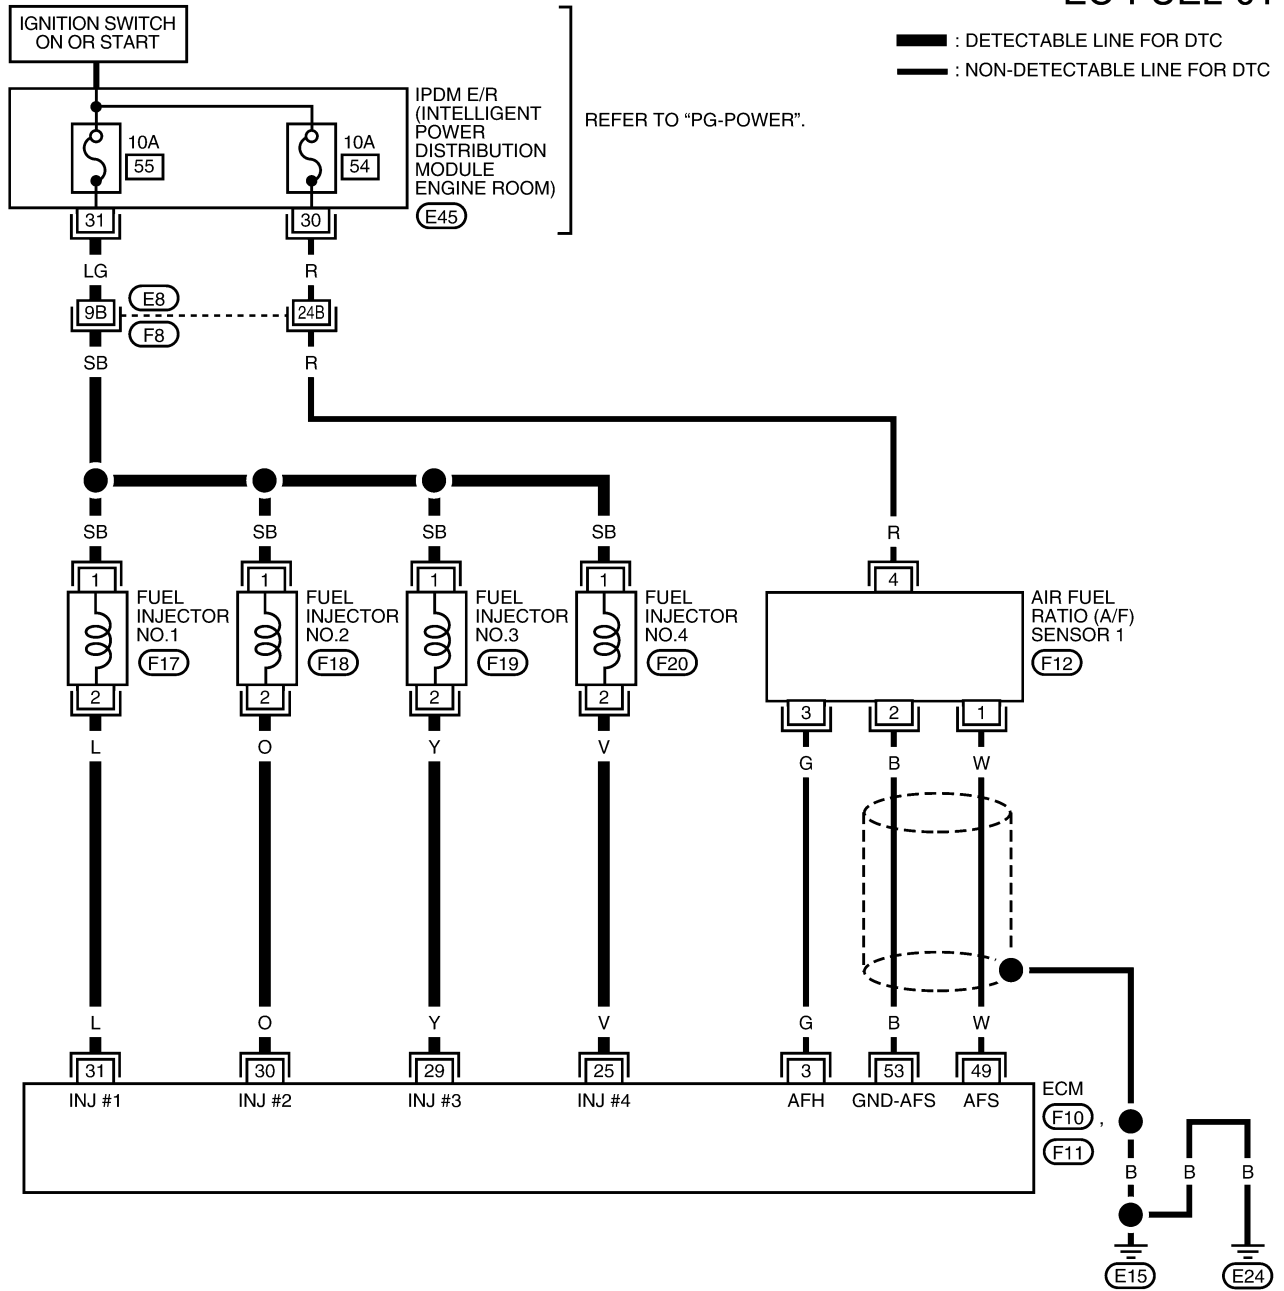 IGNITION SWITCH
ON OR START
: DETECTABLE LINE FOR DTC
: NON-DETECTABLE LINE FOR DTC
IPDM E/R
(INTELLIGENT
POWER
DISTRIBUTION
MODULE
ENGINE ROOM)
E45
REFER TO “PG-POWER”.
10A
55
10A
54
31
30
LG
R
9B
E8
F8
24B
SB
R
SB
SB
SB
SB
R
1
1
1
1
4
FUEL
INJECTOR
NO.1
F17
FUEL
INJECTOR
NO.2
F18
FUEL
INJECTOR
NO.3
F19
FUEL
INJECTOR
NO.4
F20
AIR FUEL
RATIO (A/F)
SENSOR 1
F12
2
2
2
2
3
2
1
L
O
Y
V
G
B
W
L
O
Y
V
G
B
W
31
30
29
25
3
53
49
INJ #1
INJ #2
INJ #3
INJ #4
AFH
GND-AFS
AFS
ECM
F10 ,
F11
B
B
B
E15
E24